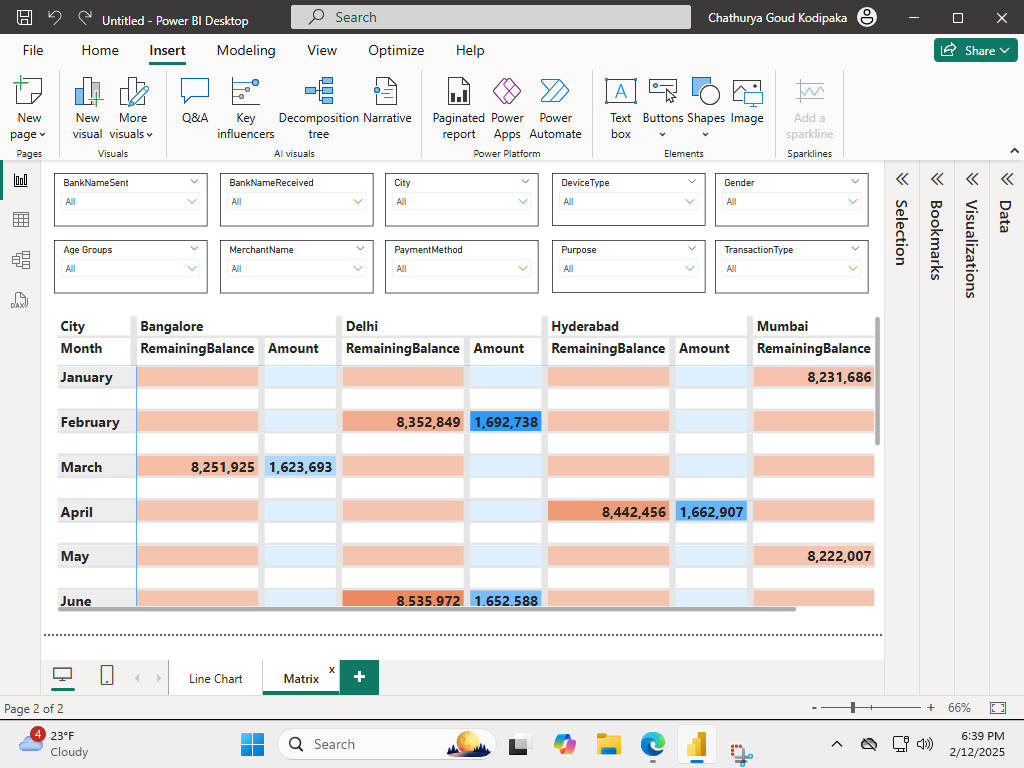 Untitled - Power BI Desktop
Search
Chathurya Goud Kodipaka
File Home Insert Modeling View Optimize Help
Share
New page
New visual
More visuals
Q&A
Key influencers
Decomposition tree
Narrative
Paginated report
Power Apps
Power Automate
Text box
Buttons
Shapes
Image
Add a sparkline
Pages Visuals AI visuals Power Platform Elements Sparklines
BankNameSent BankNameReceived City DeviceType Gender
All All All All All
Age Groups MerchantName PaymentMethod Purpose TransactionType
All All All All All
City Bangalore Delhi Hyderabad Mumbai
Month RemainingBalance Amount RemainingBalance Amount RemainingBalance Amount RemainingBalance
January 8,231,686
February 8,352,849 1,692,738
March 8,251,925 1,623,693
April 8,442,456 1,662,907
May 8,222,007
June 8,535,972 1,652,588
Selection
Bookmarks
Visualizations
Data
DAX
Line Chart Matrix x +
Page 2 of 2
- + 66%
4
23°F
Cloudy
Search
6:39 PM
2/12/2025